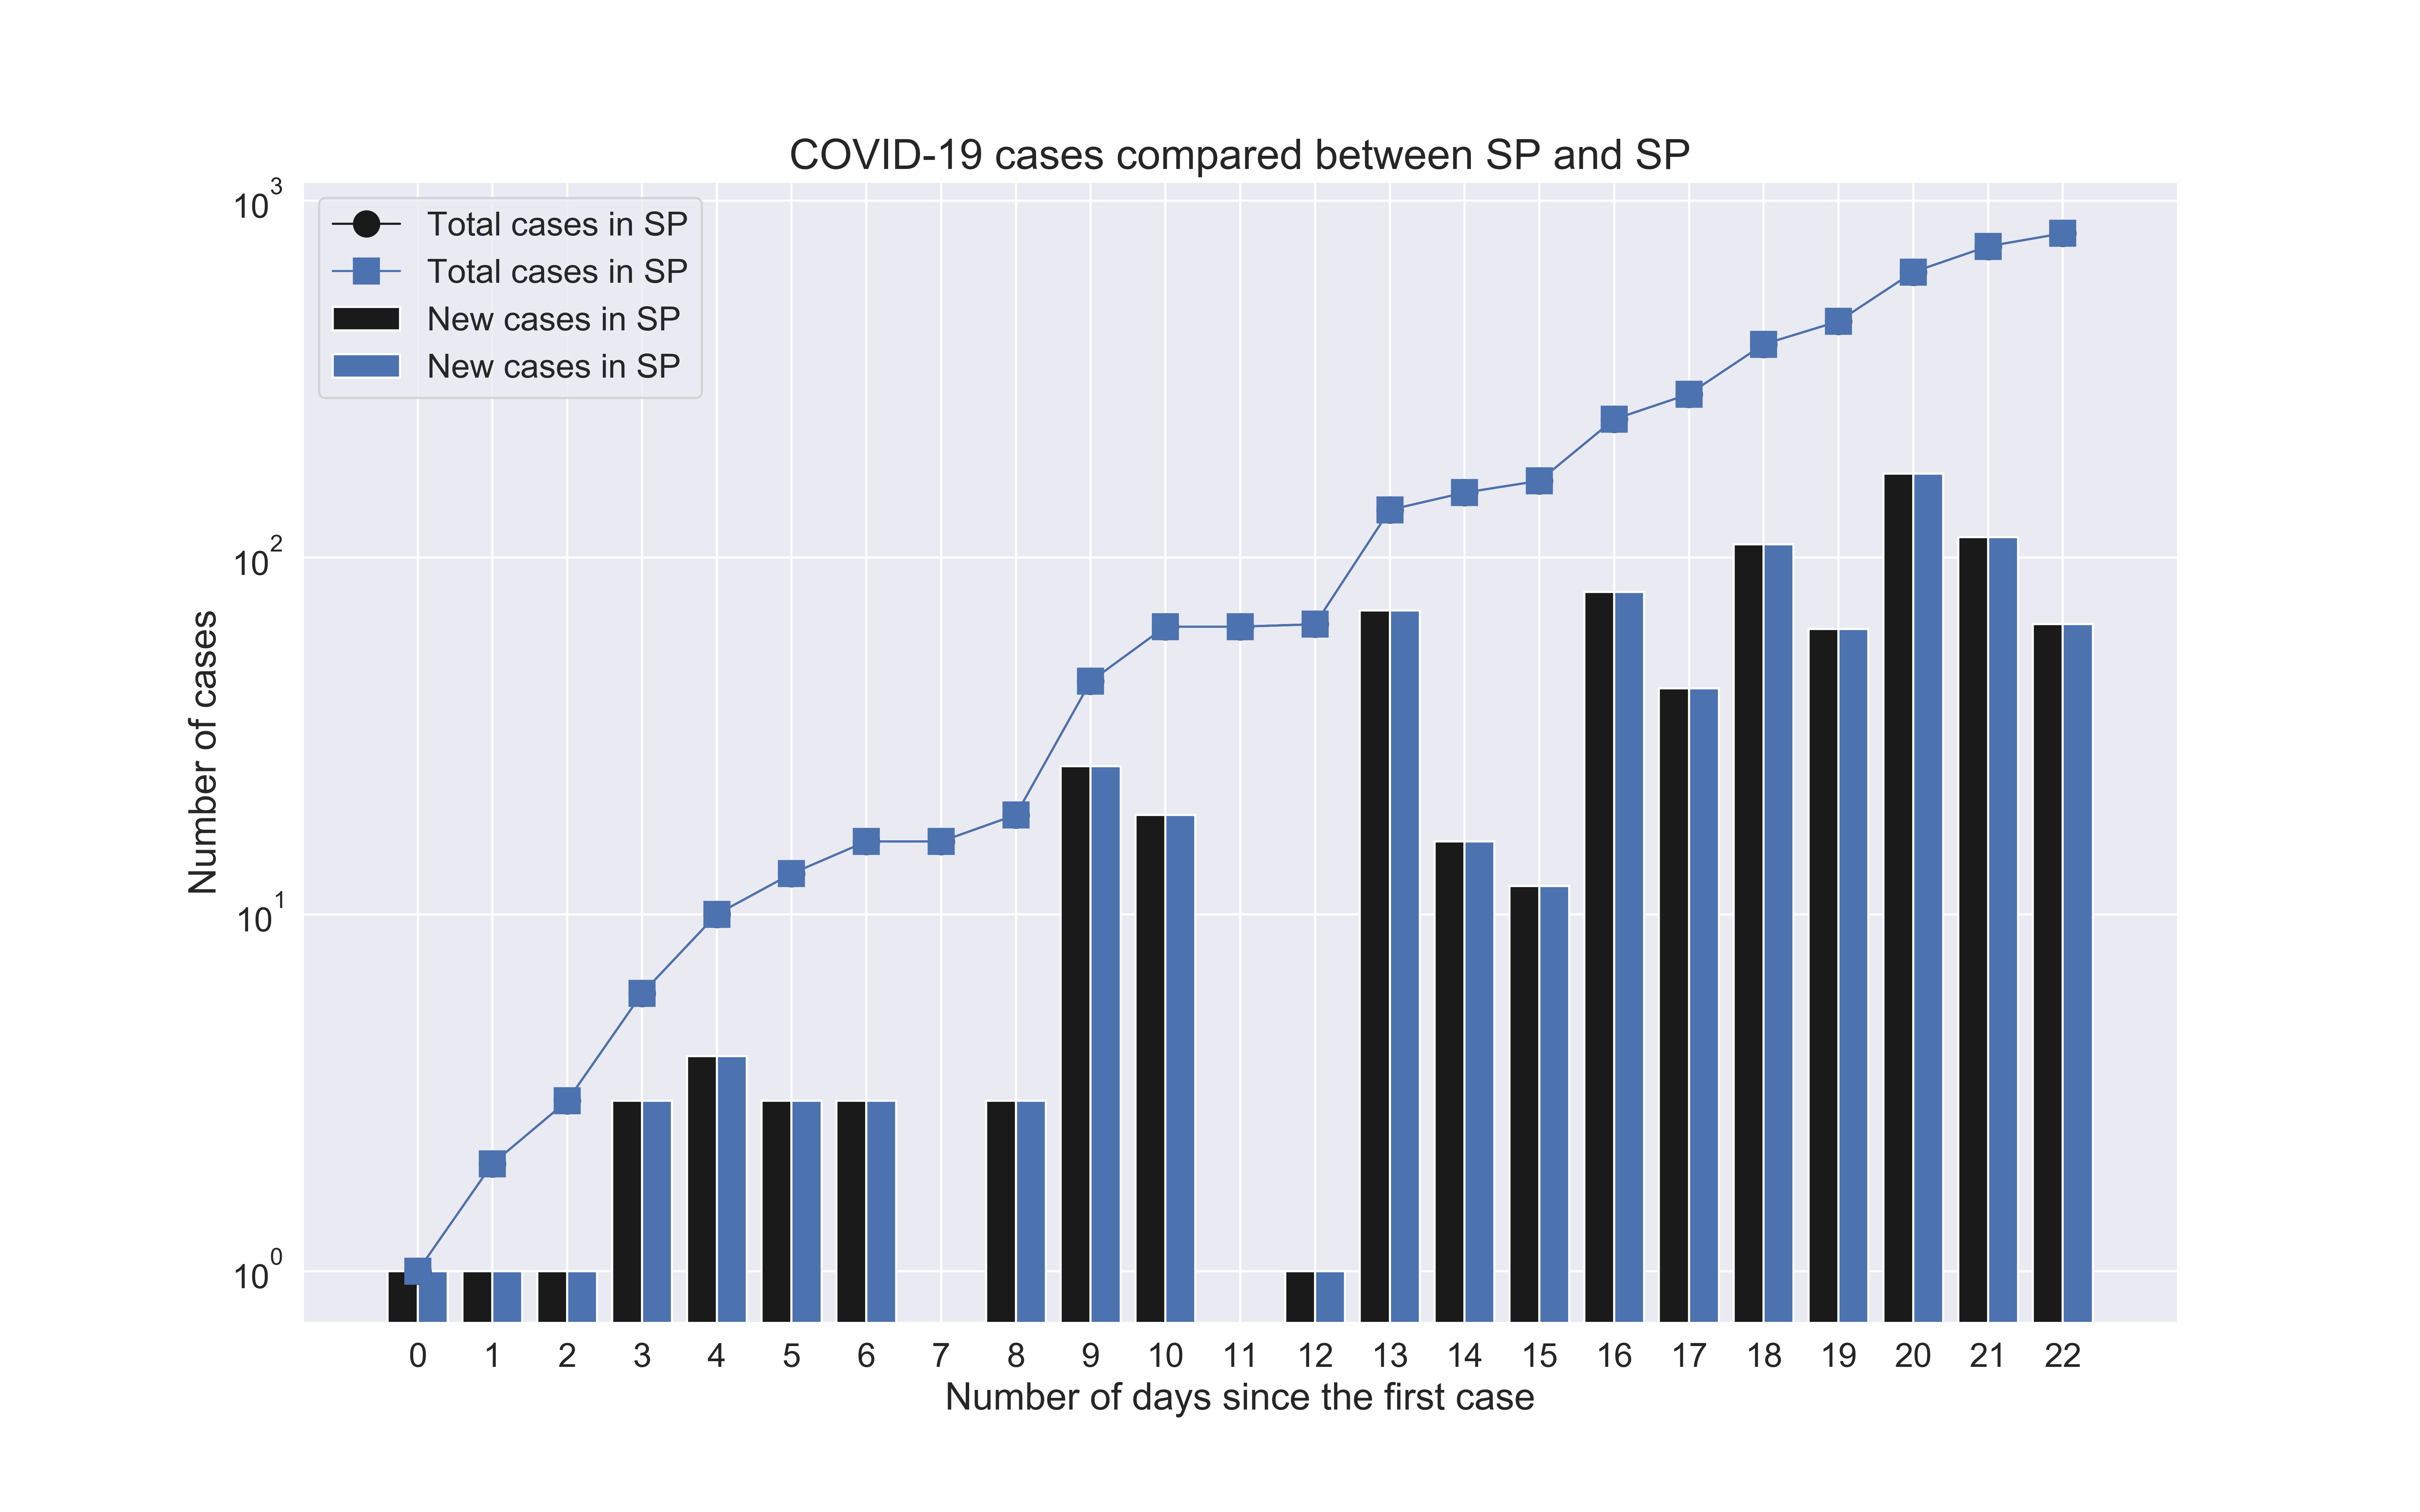 COVID-19 cases compared between SP and SP
10³
Total cases in SP
Total cases in SP
New cases in SP
New cases in SP
10²
Number of cases
10¹
10⁰
0 1 2 3 4 5 6 7 8 9 10 11 12 13 14 15 16 17 18 19 20 21 22
Number of days since the first case